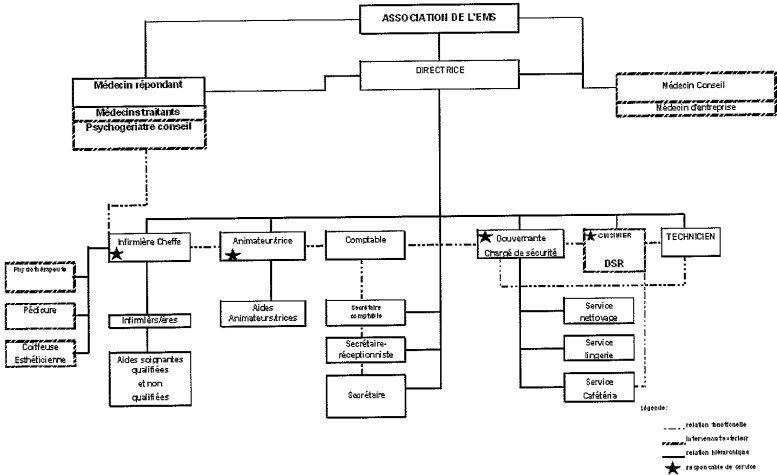 ASSOCIATION DE L'EMS
DIRECTRICE
Médecin répondant
Médecins traitants
Psychogériatre conseil
Médecin Conseil
Médecin d'entreprise
Infirmière Cheffe
Animateur/trice
Comptable
Gouvernante
Chargé de sécurité
CUISINIER
DSR
TECHNICIEN
Physiothérapeute
Pédicure
Coiffeuse
Esthéticienne
Infirmiers/ères
Aides soignantes
qualifiées
et non
qualifiées
Aides
Animateurs/trices
Secrétaire
comptable
Secrétaire-
réceptionniste
Secrétaire
Service
nettoyage
Service
lingerie
Service
Cafétéria
Légende:
relation fonctionelle
intervenant extérieur
relation hiérarchique
responsable de service